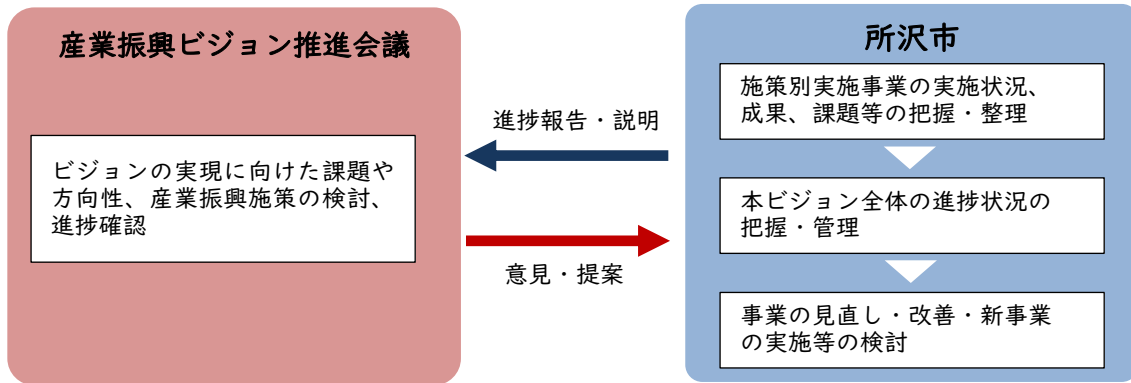 産業振興ビジョン推進会議
ビジョンの実現に向けた課題や
方向性、産業振興施策の検討、
進捗確認
進捗報告・説明
意見・提案
所沢市
施策別実施事業の実施状況、
成果、課題等の把握・整理
本ビジョン全体の進捗状況の
把握・管理
事業の見直し・改善・新事業
の実施等の検討